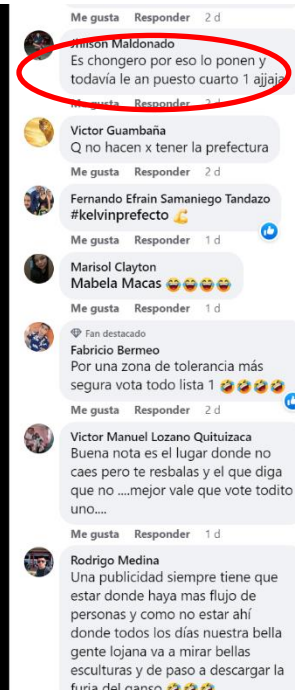 Me gusta Responder 2 d
Jhilson Maldonado
Es chongero por eso lo ponen y
todavía le an puesto cuarto 1 ajjaja
Me gusta Responder 2 d
Victor Guambaña
Q no hacen x tener la prefectura
Me gusta Responder 2 d
Fernando Efrain Samaniego Tandazo
#kelvinprefecto 💪
Me gusta Responder 1 d
Marisol Clayton
Mabela Macas 😂😂😂😂
Me gusta Responder 1 d
Fan destacado
Fabricio Bermeo
Por una zona de tolerancia más
segura vota todo lista 1 🤣🤣🤣🤣
Me gusta Responder 2 d
Victor Manuel Lozano Quituizaca
Buena nota es el lugar donde no
caes pero te resbalas y el que diga
que no ....mejor vale que vote todito
uno....
Me gusta Responder 1 d
Rodrigo Medina
Una publicidad siempre tiene que
estar donde haya mas flujo de
personas y como no estar ahí
donde todos los días nuestra bella
gente lojana va a mirar bellas
esculturas y de paso a descargar la
furia del ganso 🤣🤣🤣